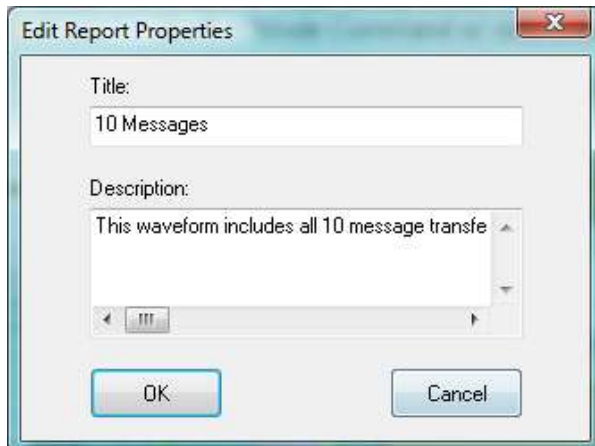 Edit Report Properties
Title:
10 Messages
Description:
This waveform includes all 10 message transfe
OK
Cancel